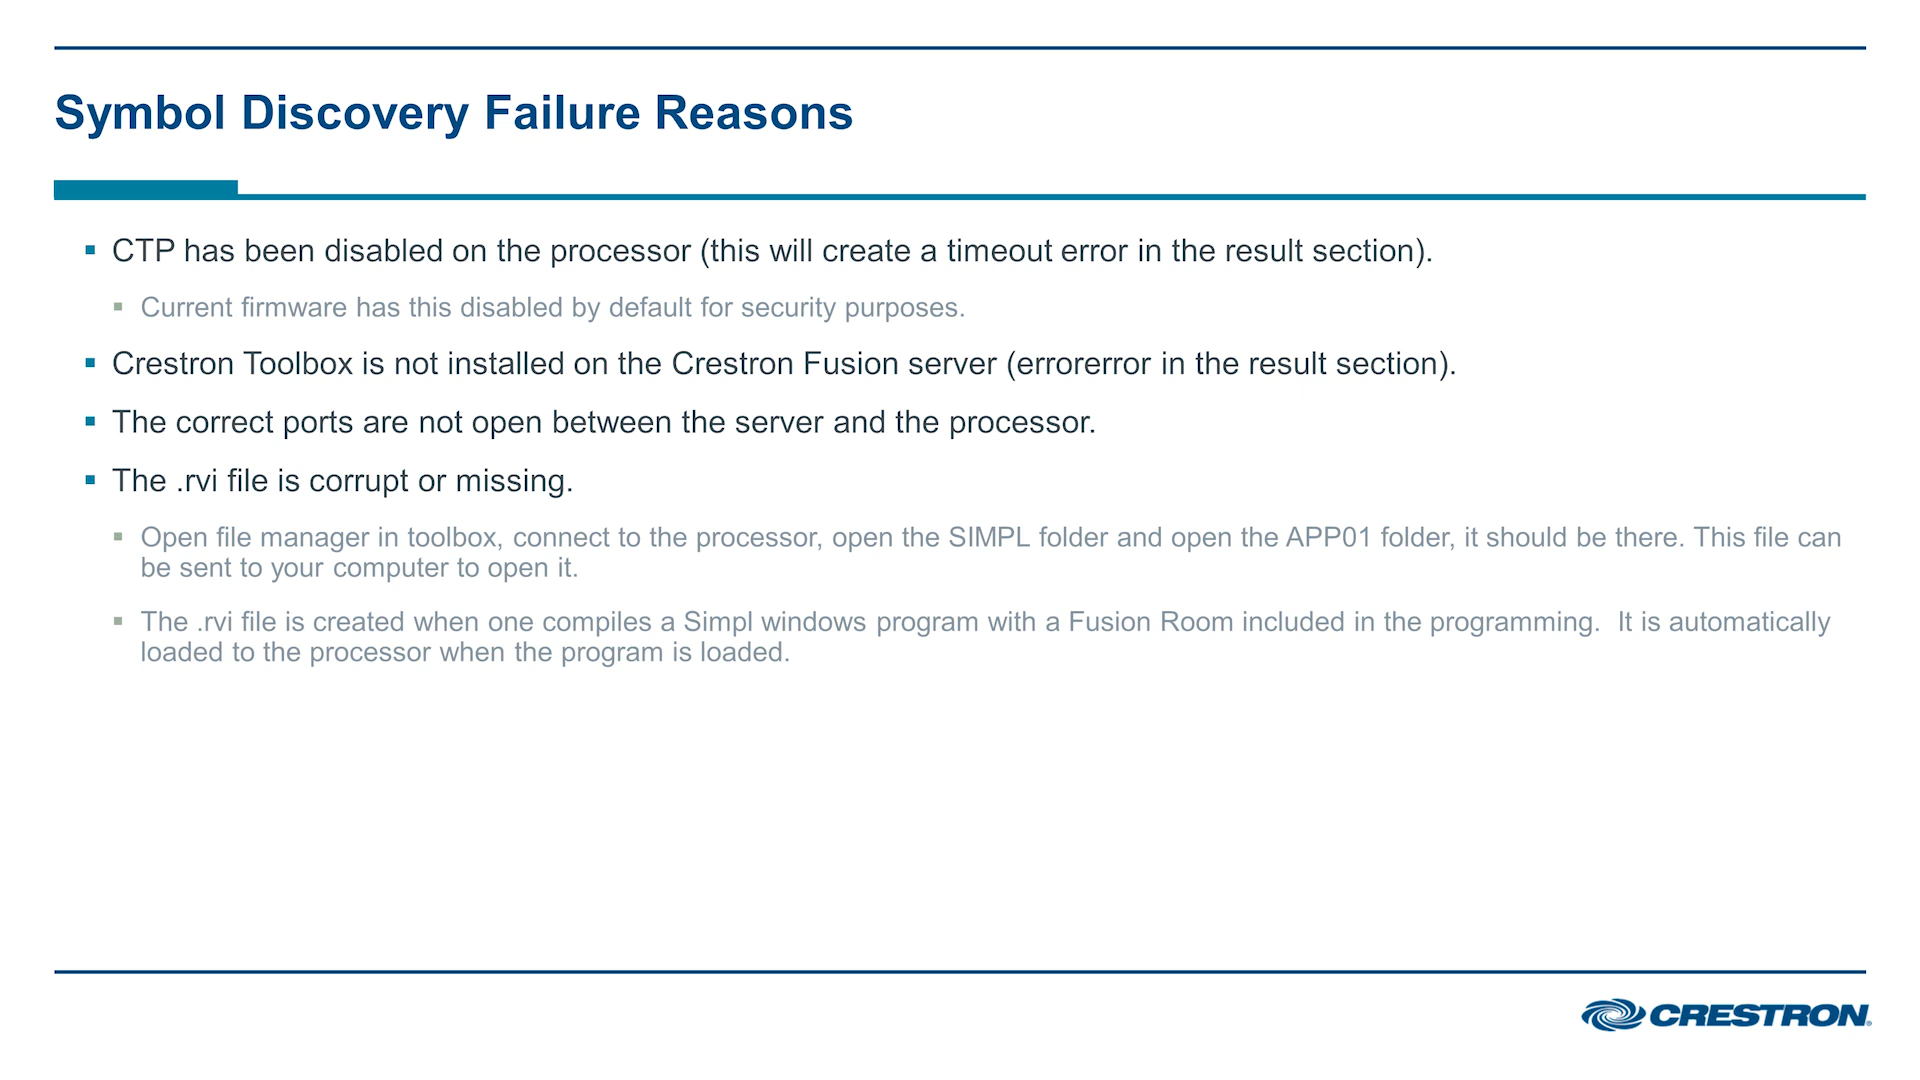 Symbol Discovery Failure Reasons
CTP has been disabled on the processor (this will create a timeout error in the result section).
Current firmware has this disabled by default for security purposes.
Crestron Toolbox is not installed on the Crestron Fusion server (errorerror in the result section).
The correct ports are not open between the server and the processor.
The .rvi file is corrupt or missing.
Open file manager in toolbox, connect to the processor, open the SIMPL folder and open the APP01 folder, it should be there. This file can
be sent to your computer to open it.
The .rvi file is created when one compiles a Simpl windows program with a Fusion Room included in the programming.  It is automatically
loaded to the processor when the program is loaded.
CRESTRON®